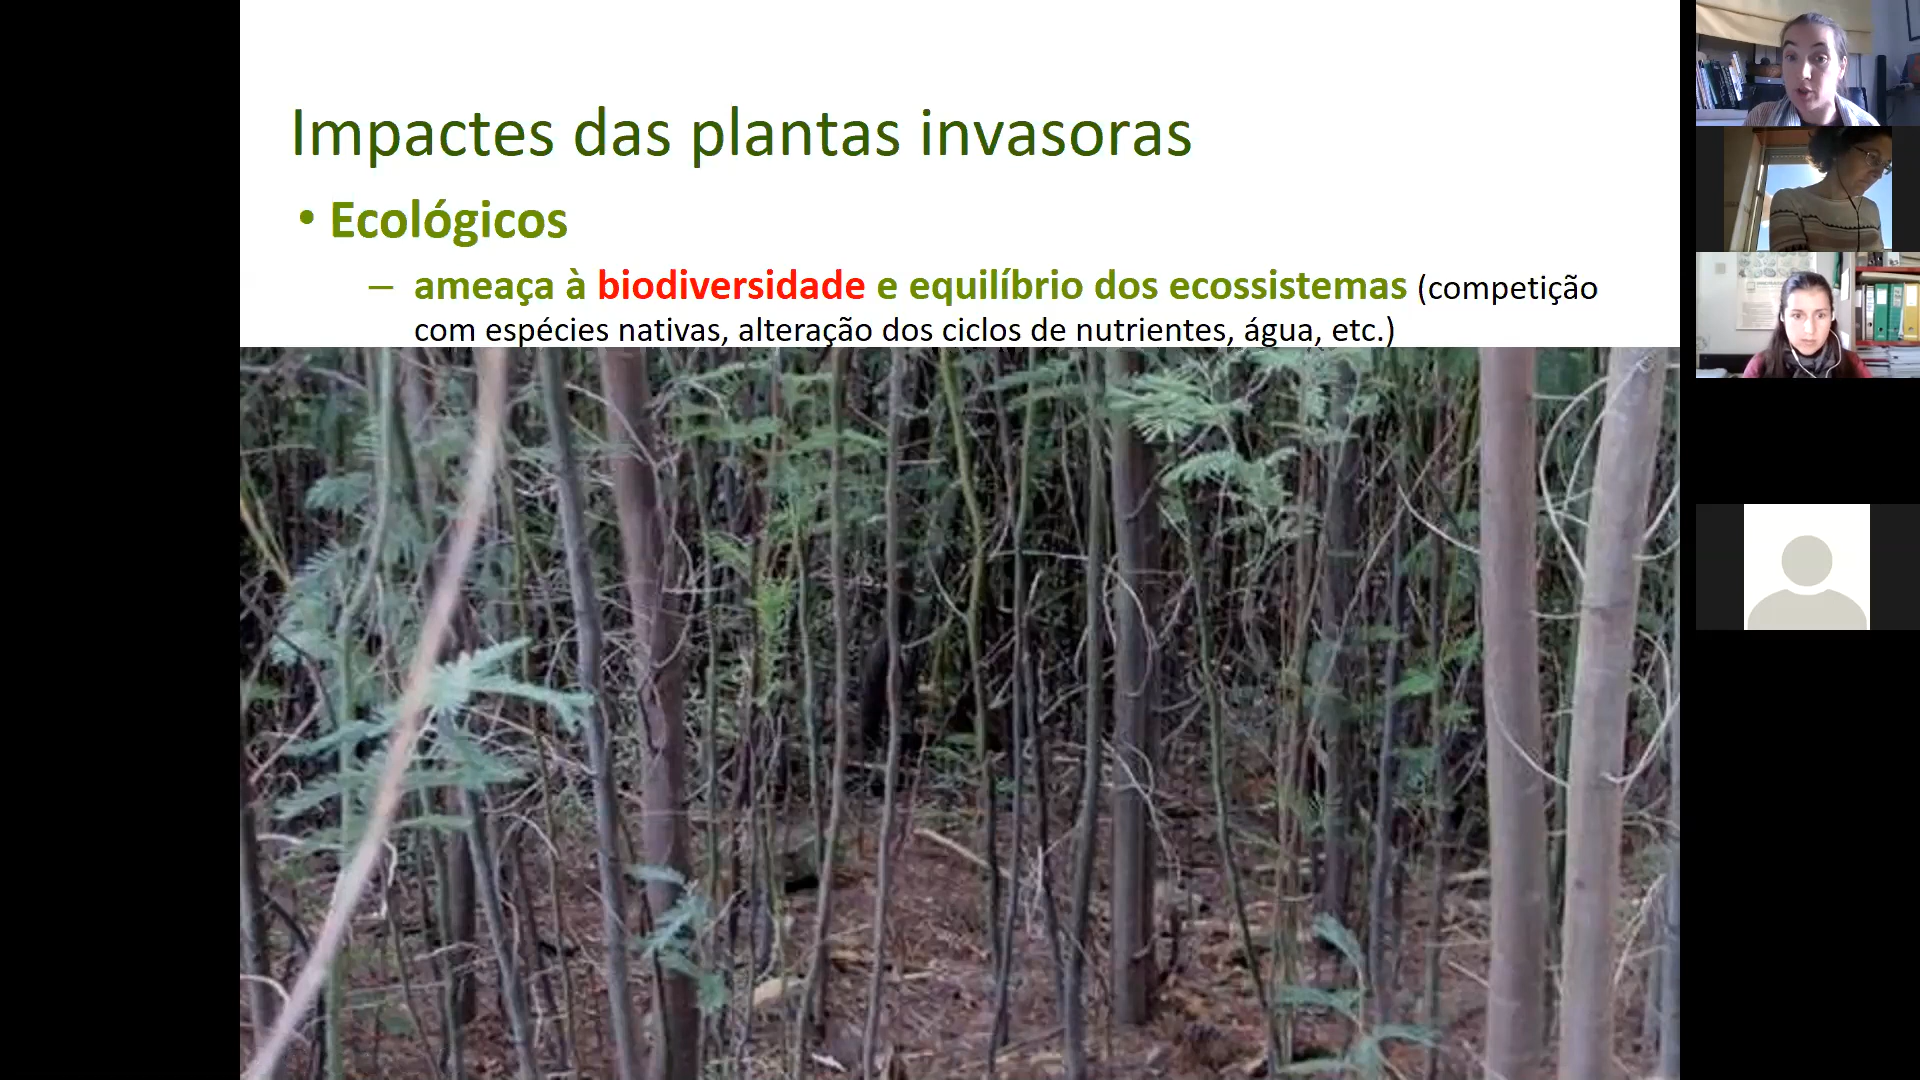 Impactes das plantas invasoras
• Ecológicos
– ameaça à biodiversidade e equilíbrio dos ecossistemas (competição
com espécies nativas, alteração dos ciclos de nutrientes, água, etc.)